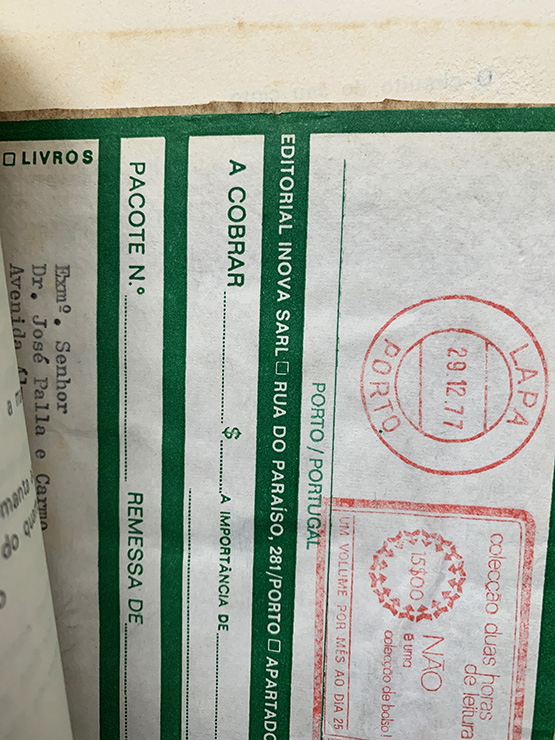 LAPA
29.12.77
PORTO
colecção duas horas
de leitura
15$00
NÃO
é uma
colecção de bolso!
UM VOLUME POR MÊS AO DIA 25
PORTO / PORTUGAL
EDITORIAL INOVA SARL □ RUA DO PARAÍSO, 281/PORTO □ APARTADO
A COBRAR $ A IMPORTÂNCIA DE
PACOTE N.º REMESSA DE
□ LIVROS
Exmº. Senhor
Dr. José Palla e Carmo
Avenida
do